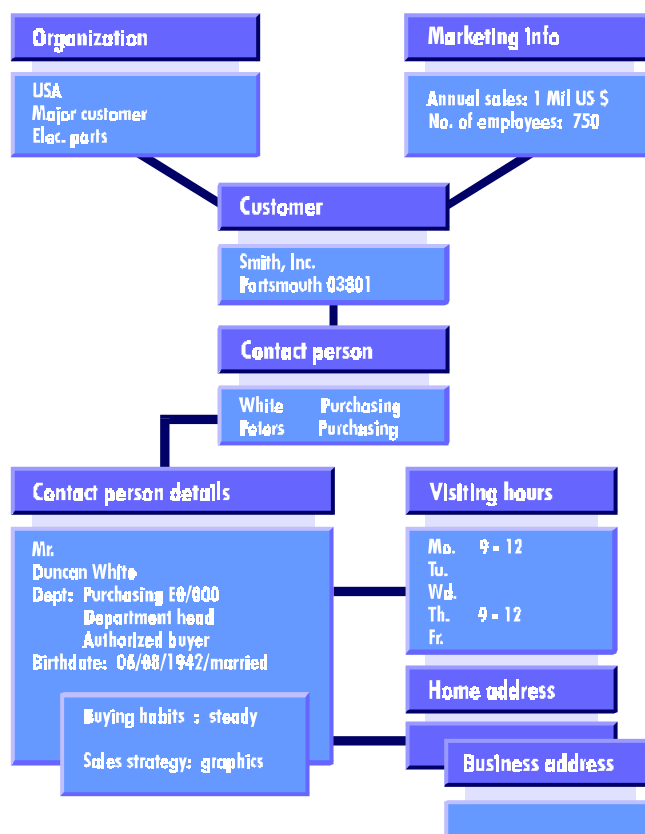 Organization
USA
Major customer
Elec. parts
Marketing info
Annual sales: 1 Mil US $
No. of employees: 750
Customer
Smith, Inc.
Portsmouth 03801
Contact person
White Purchasing
Peters Purchasing
Contact person details
Mr.
Duncan White
Dept: Purchasing E0/000
Department head
Authorized buyer
Birthdate: 06/08/1942/married
Buying habits : steady
Sales strategy: graphics
Visiting hours
Mo. 9 - 12
Tu.
Wd.
Th. 9 - 12
Fr.
Home address
Business address